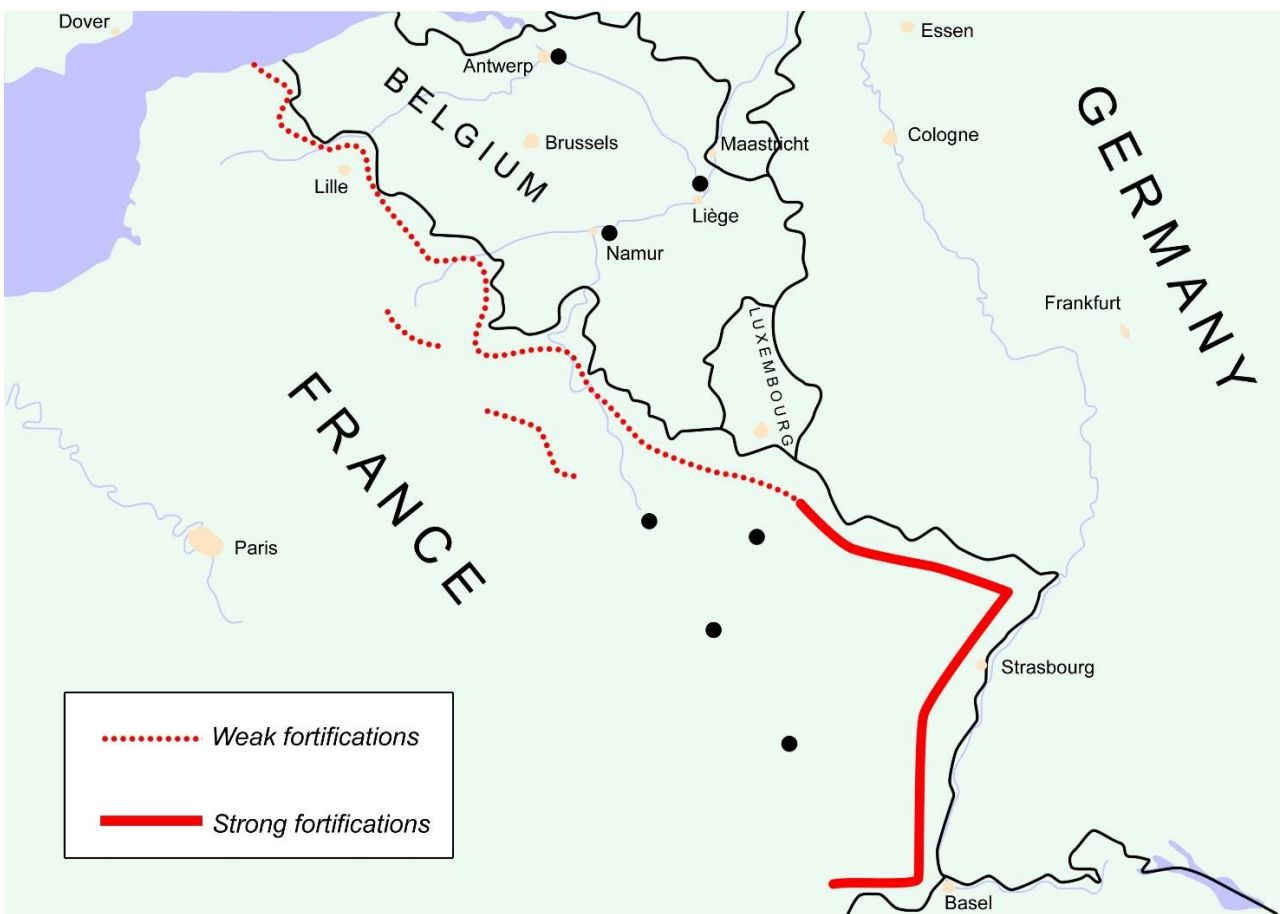 Dover
Essen
Antwerp
BELGIUM
GERMANY
Cologne
Brussels
Maastricht
Lille
Liège
Namur
Frankfurt
LUXEMBOURG
FRANCE
Paris
Strasbourg
Weak fortifications
Strong fortifications
Basel